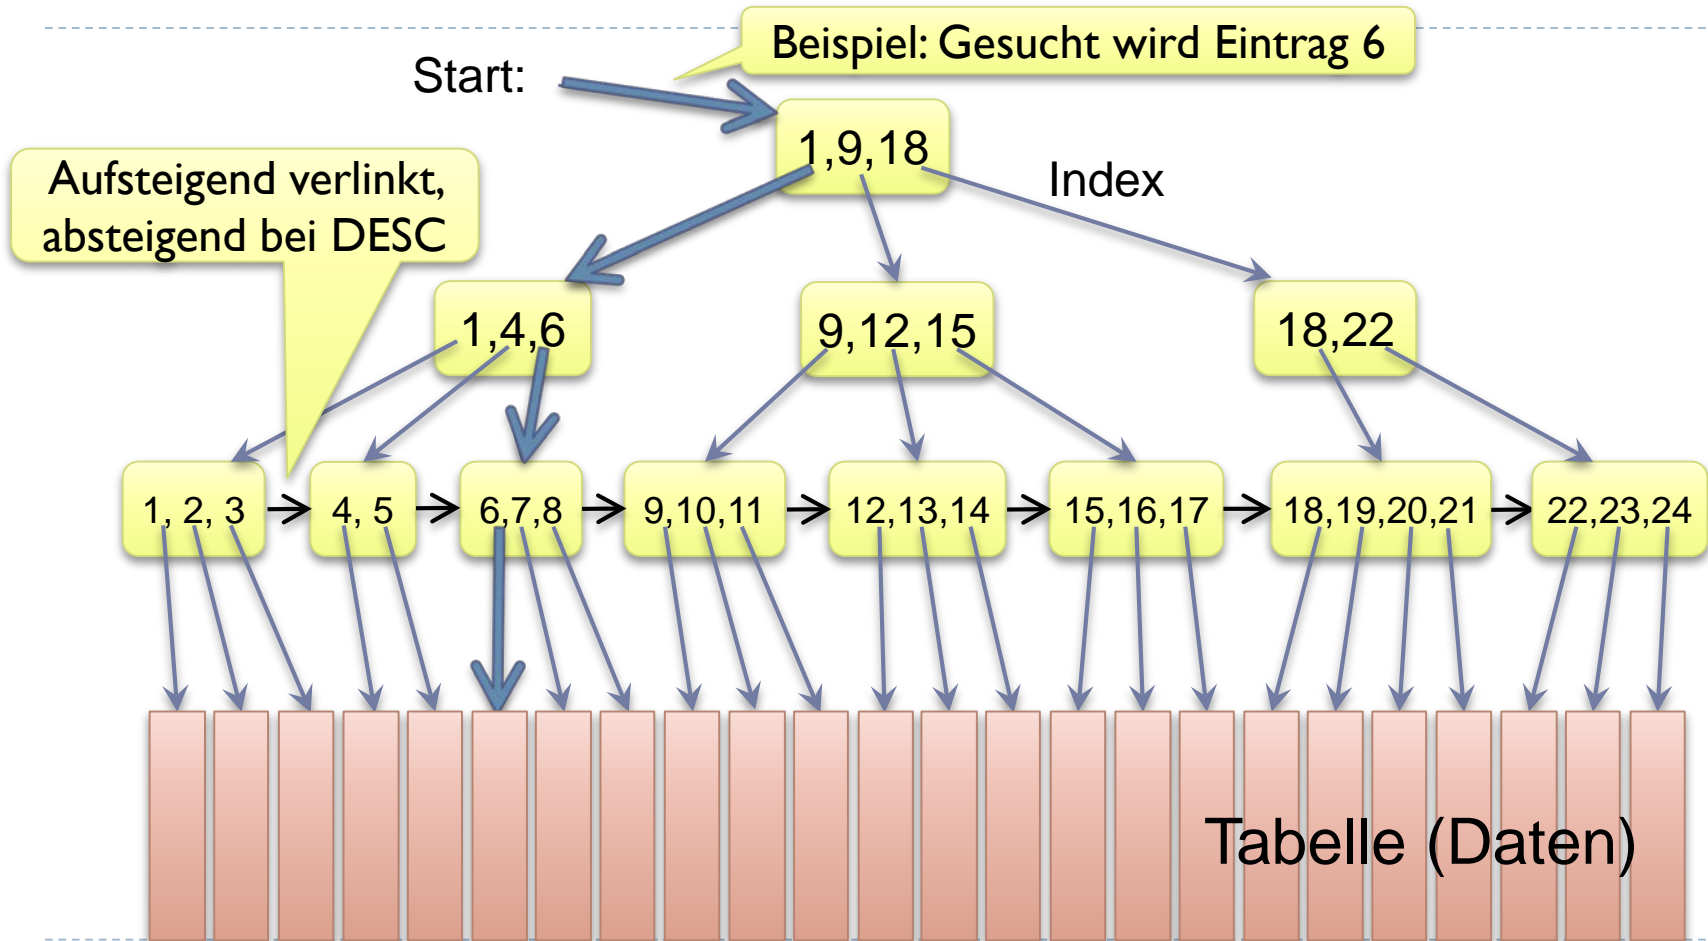 Beispiel: Gesucht wird Eintrag 6
Start:
1,9,18
Index
Aufsteigend verlinkt,
absteigend bei DESC
1,4,6
9,12,15
18,22
1, 2, 3
4, 5
6,7,8
9,10,11
12,13,14
15,16,17
18,19,20,21
22,23,24
Tabelle (Daten)